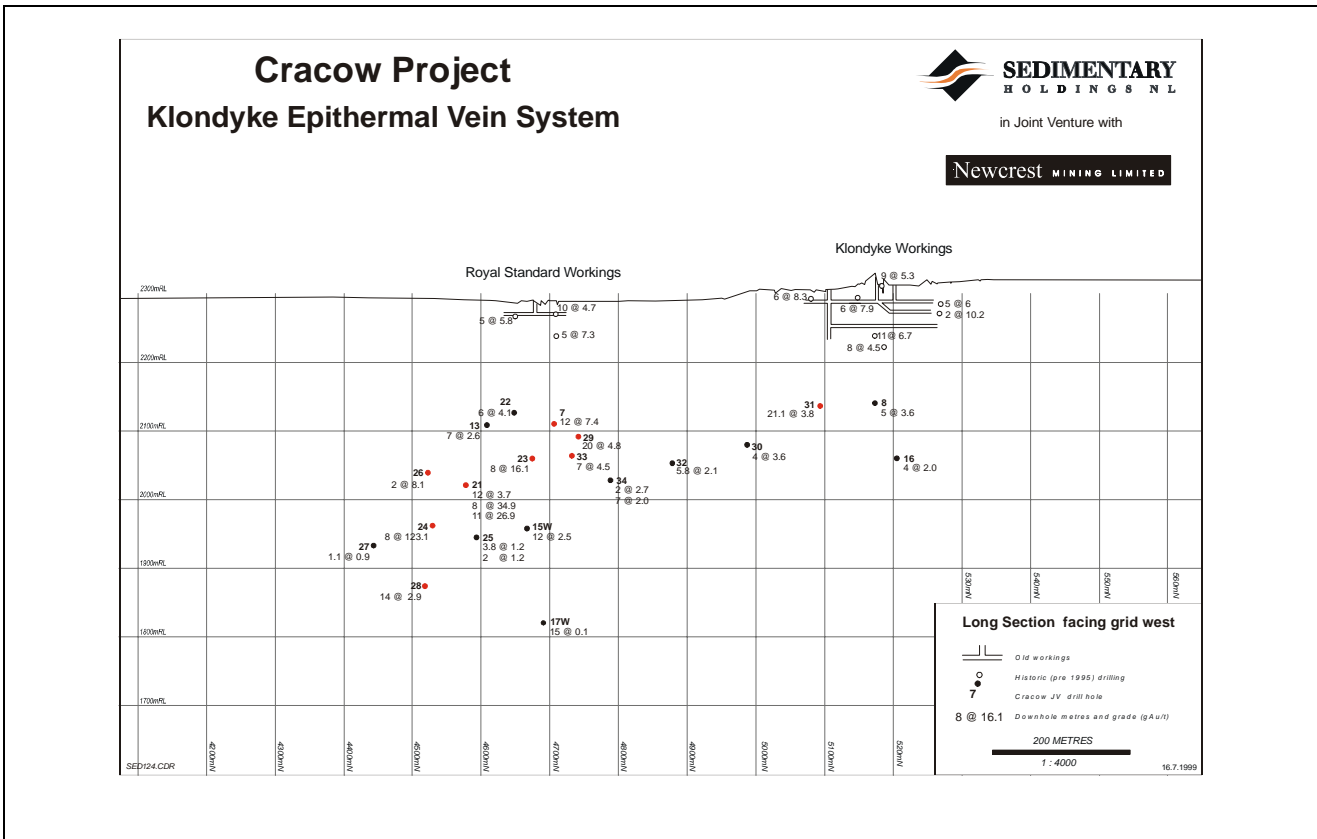 Cracow Project
Klondyke Epithermal Vein System
SEDIMENTARY
HOLDINGS NL
in Joint Venture with
Newcrest MINING LIMITED
Klondyke Workings
Royal Standard Workings
9 @ 5.3
2300mRL
6 @ 8.3
6 @ 7.9
5 @ 6
2 @ 10.2
10 @ 4.7
5 @ 5.8
5 @ 7.3
11@ 6.7
8 @ 4.5
2200mRL
22
6 @ 4.1
7
12 @ 7.4
31
21.1 @ 3.8
8
5 @ 3.6
13
7 @ 2.6
2100mRL
29
20 @ 4.8
30
4 @ 3.6
23
8 @ 16.1
33
7 @ 4.5
32
5.8 @ 2.1
16
4 @ 2.0
26
2 @ 8.1
21
12 @ 3.7
8 @ 34.9
11 @ 26.9
34
2 @ 2.7
7 @ 2.0
2000mRL
24
8 @ 123.1
15W
12 @ 2.5
25
3.8 @ 1.2
2 @ 1.2
27
1.1 @ 0.9
1900mRL
28
14 @ 2.9
17W
15 @ 0.1
1800mRL
1700mRL
4200mN
4300mN
4400mN
4500mN
4600mN
4700mN
4800mN
4900mN
5000mN
5100mN
520mN
530mN
540mN
550mN
560mN
Long Section facing grid west
Old workings
Historic (pre 1995) drilling
7
Cracow JV drill hole
8 @ 16.1
Downhole metres and grade (gAu/t)
200 METRES
1 : 4000
SED124.CDR
16.7.1999